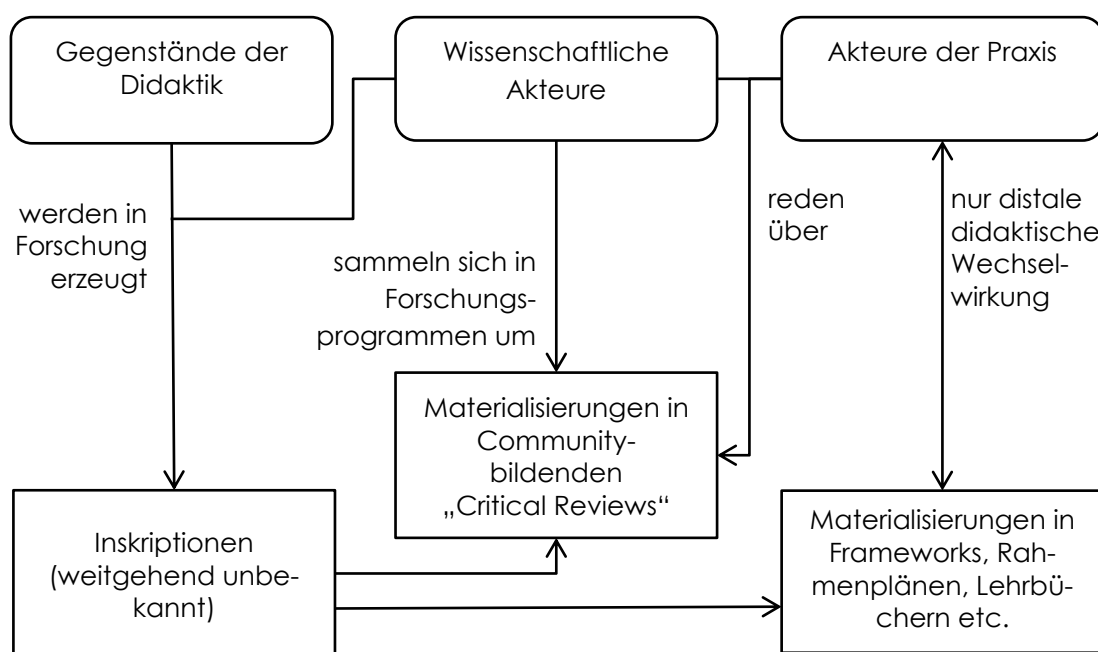 Gegenstände der
Didaktik
Wissenschaftliche
Akteure
Akteure der Praxis
werden in
Forschung
erzeugt
sammeln sich in
Forschungs-
programmen um
reden
über
nur distale
didaktische
Wechsel-
wirkung
Materialisierungen in
Community-
bildenden
„Critical Reviews“
Inskriptionen
(weitgehend unbe-
kannt)
Materialisierungen in
Frameworks, Rah-
menplänen, Lehrbü-
chern etc.